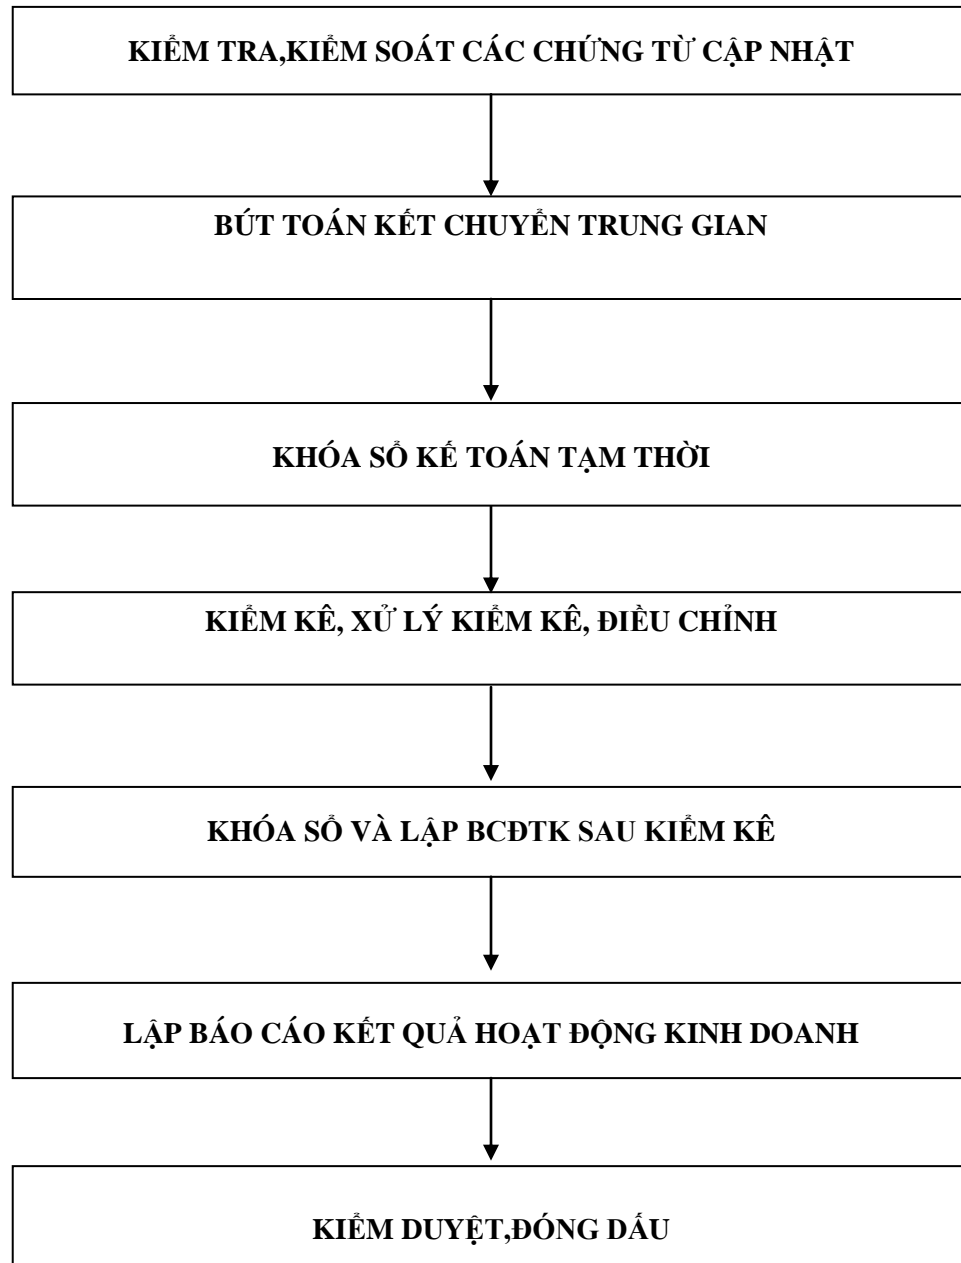 KIỂM TRA,KIỂM SOÁT CÁC CHỨNG TỪ CẬP NHẬT
BÚT TOÁN KẾT CHUYỂN TRUNG GIAN
KHÓA SỔ KẾ TOÁN TẠM THỜI
KIỂM KÊ, XỬ LÝ KIỂM KÊ, ĐIỀU CHỈNH
KHÓA SỔ VÀ LẬP BCĐTK SAU KIỂM KÊ
LẬP BÁO CÁO KẾT QUẢ HOẠT ĐỘNG KINH DOANH
KIỂM DUYỆT,ĐÓNG DẤU